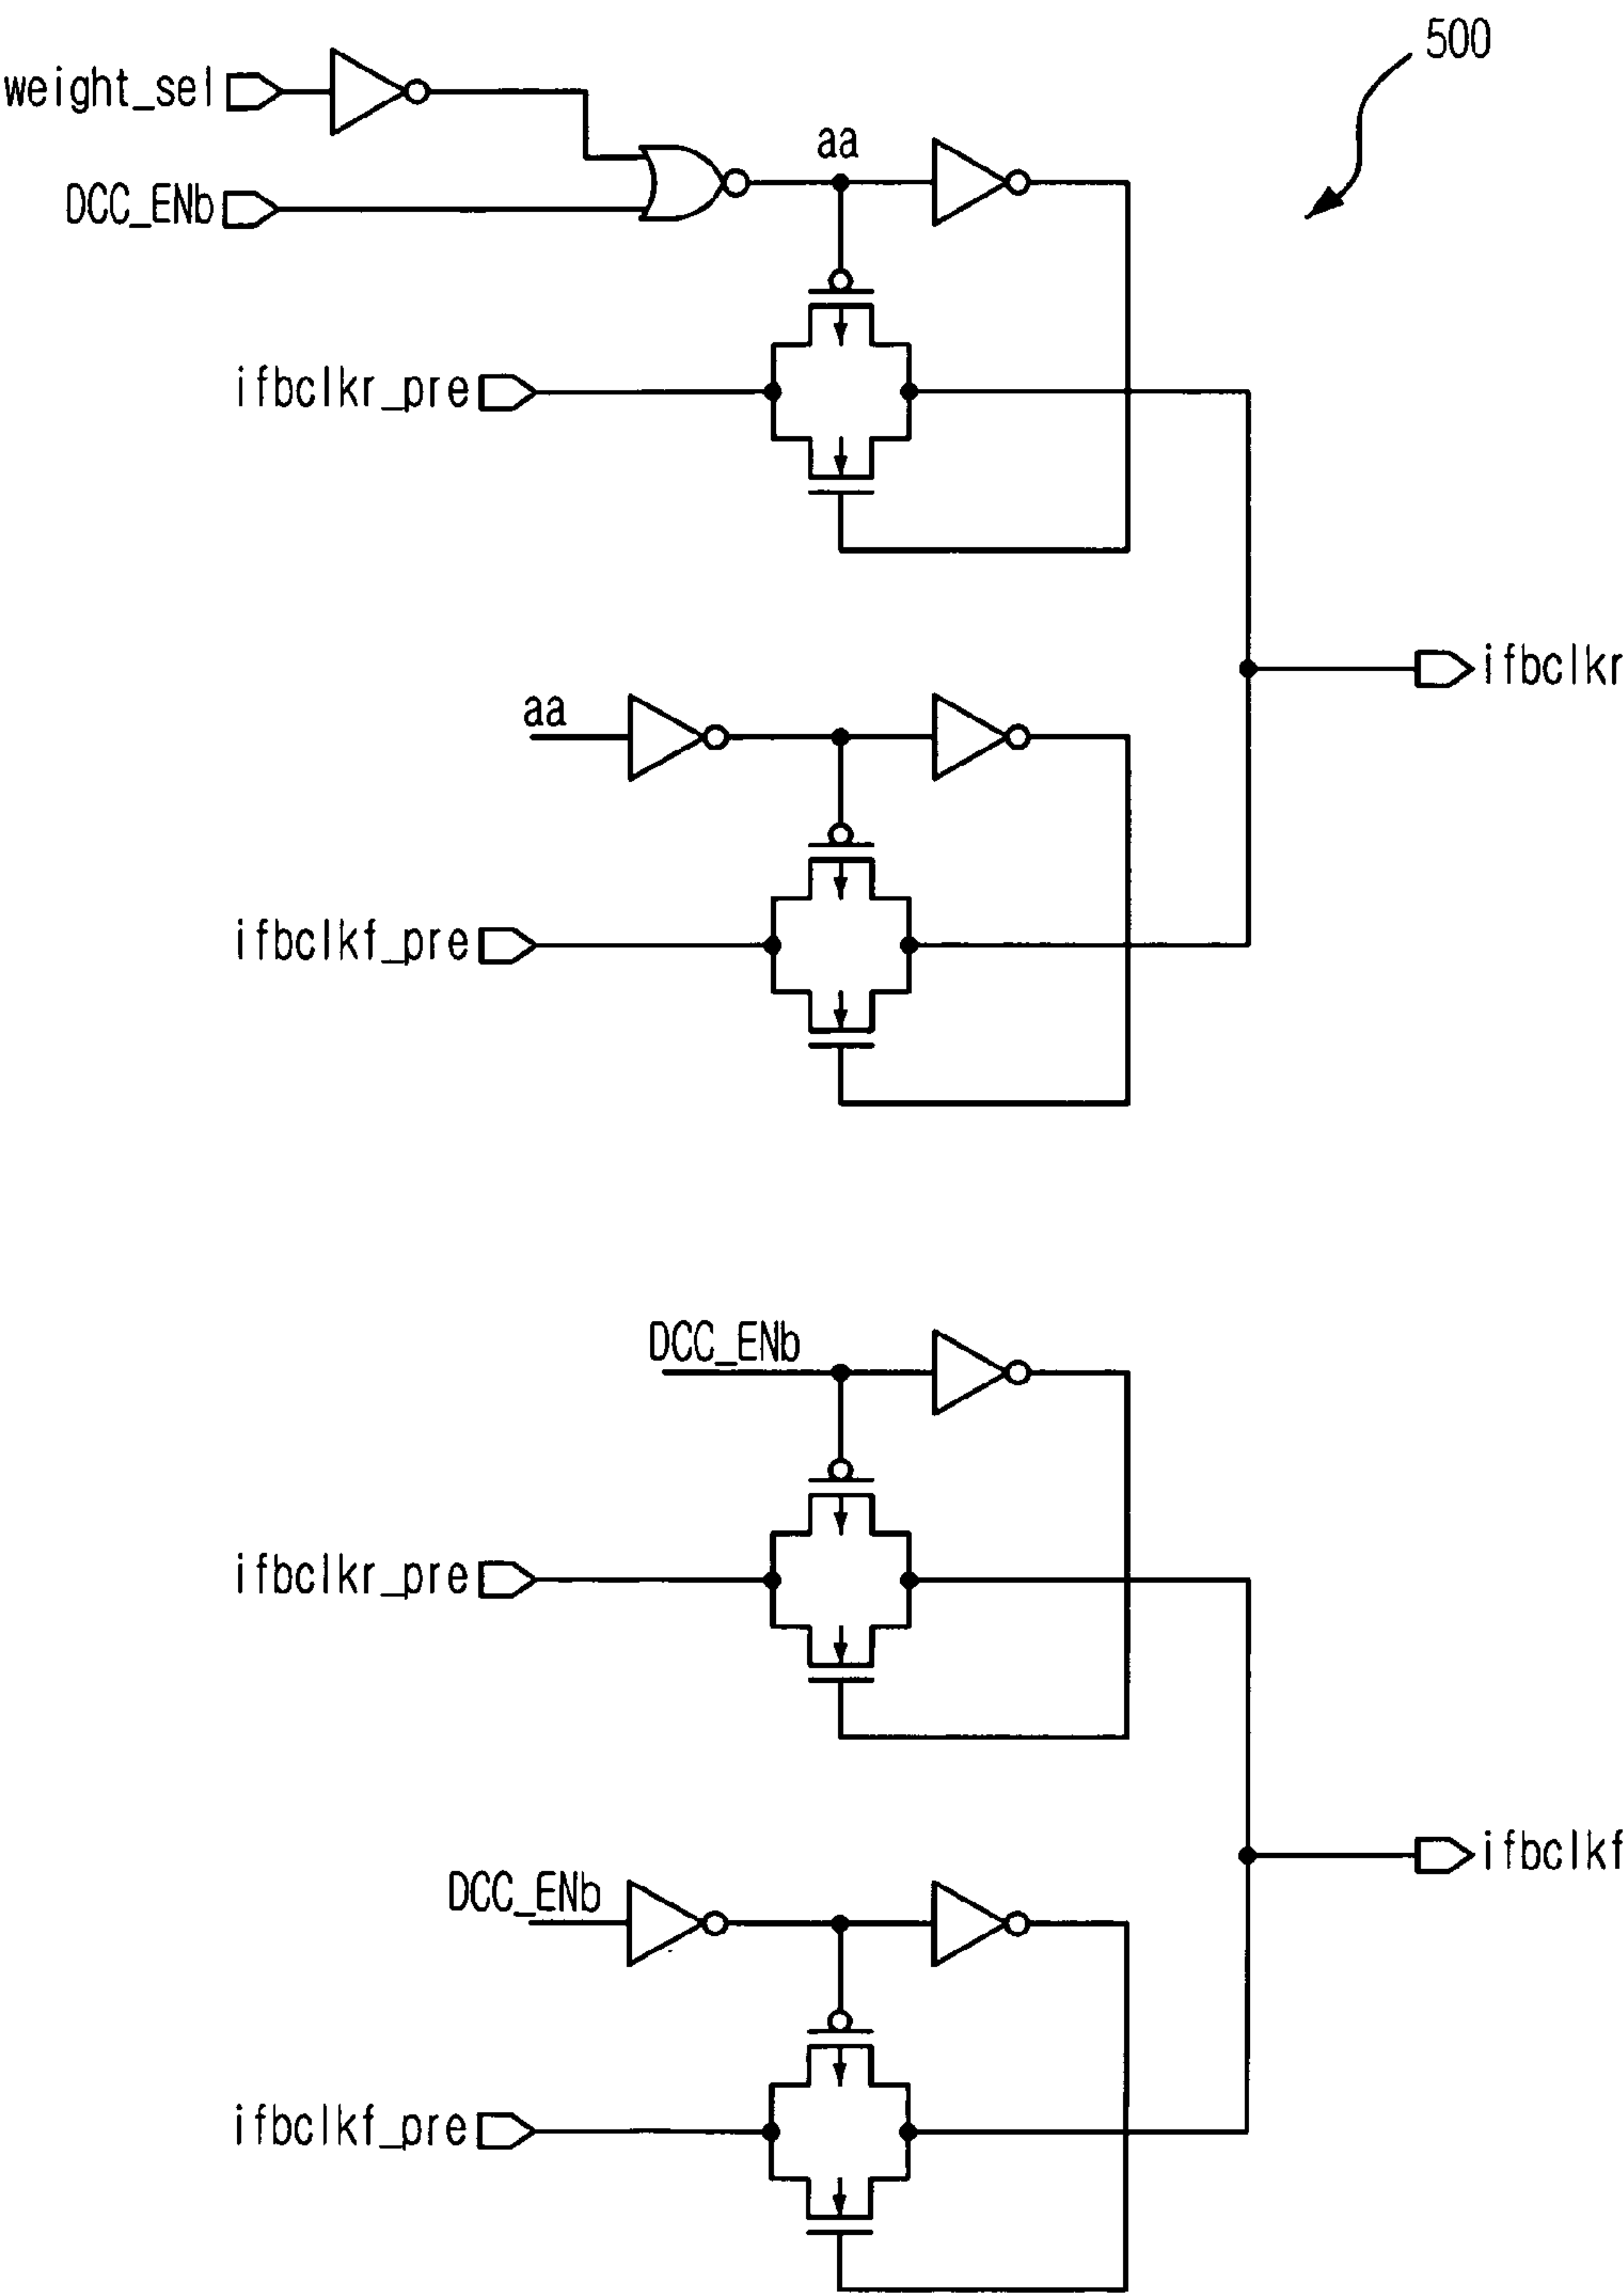 500
weight_sel
aa
DCC_ENb
ifbclkr_pre
ifbclkr
aa
ifbclkf_pre
DCC_ENb
ifbclkr_pre
ifbclkf
DCC_ENb
ifbclkf_pre